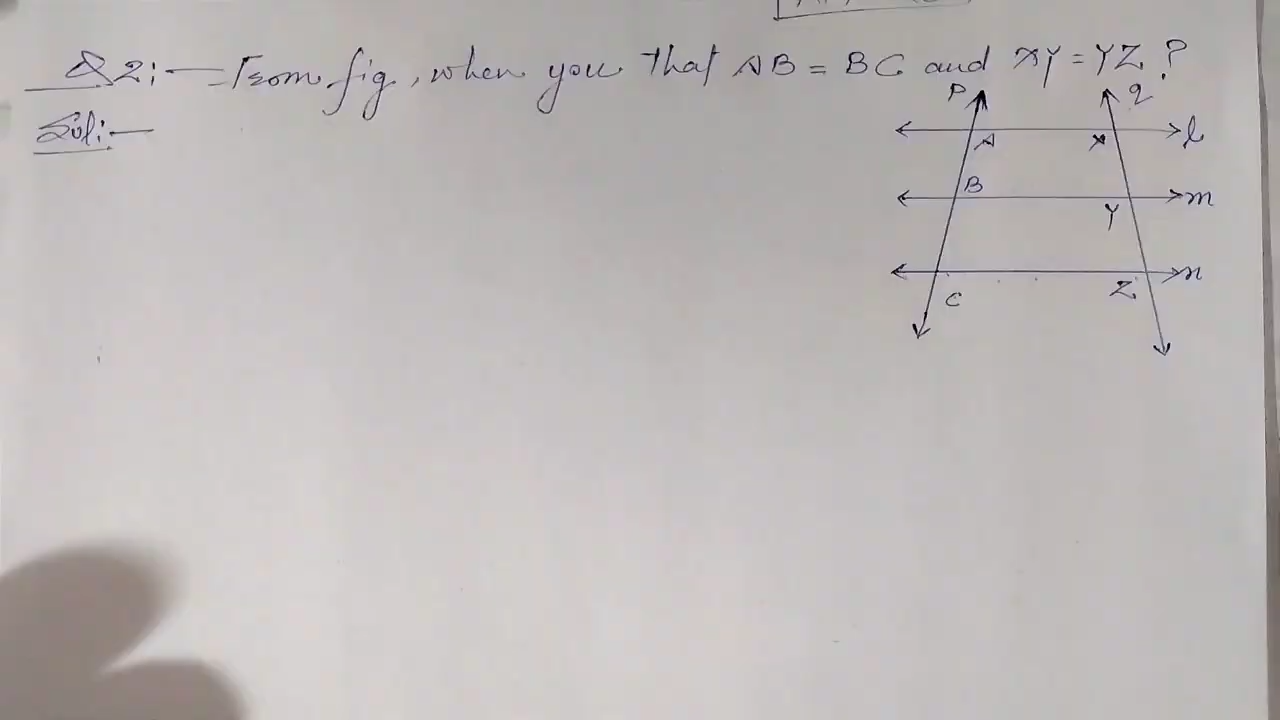 Q2:— From fig, when you that AB = BC and XY = YZ ?
Sol:—
P q
A X l
B Y m
C Z n